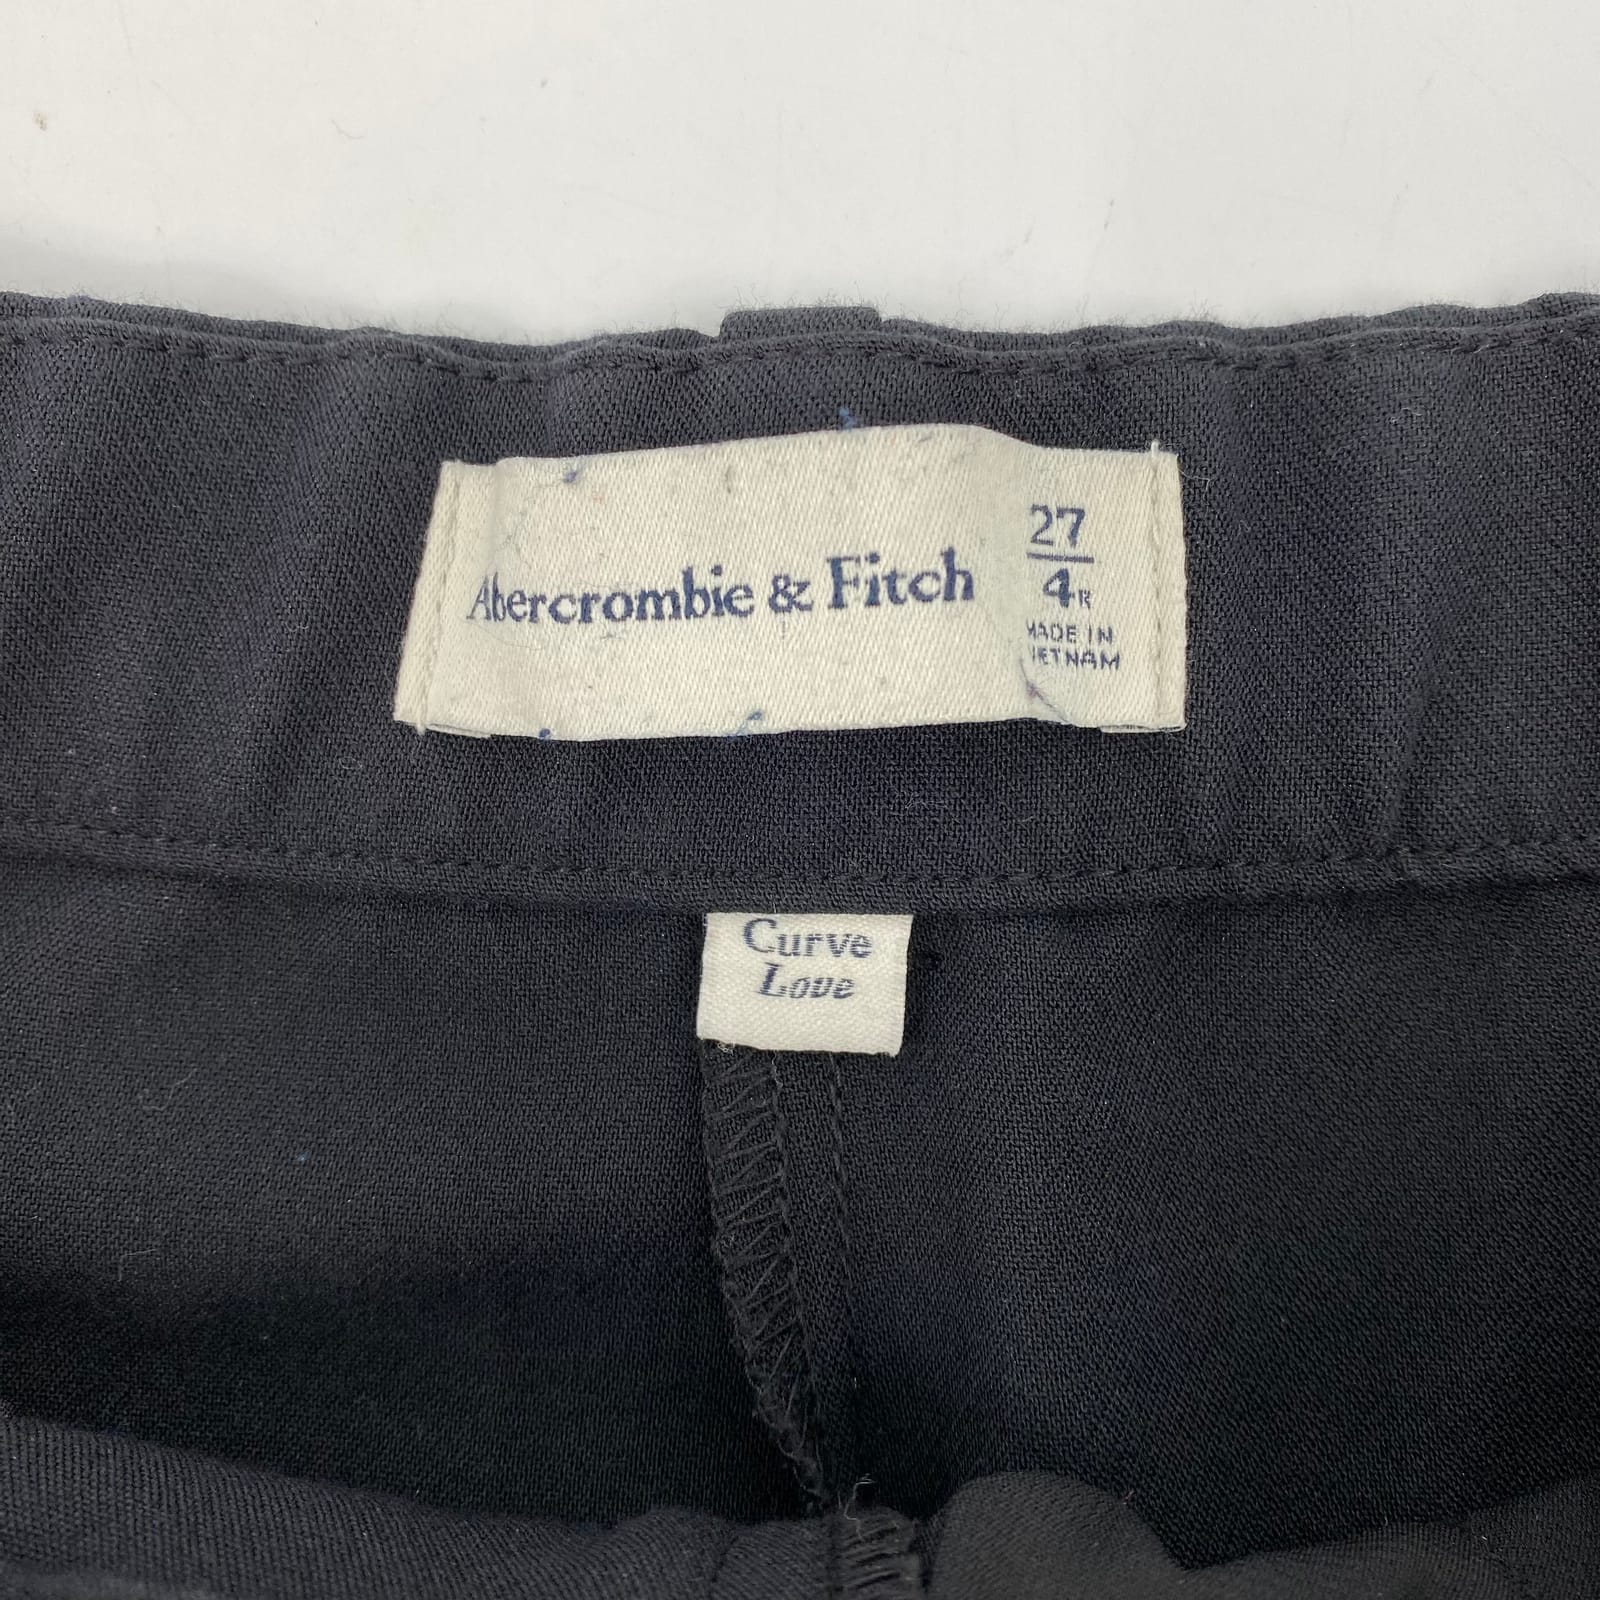 Abercrombie & Fitch
27
4R
MADE IN
VIETNAM
Curve
Love